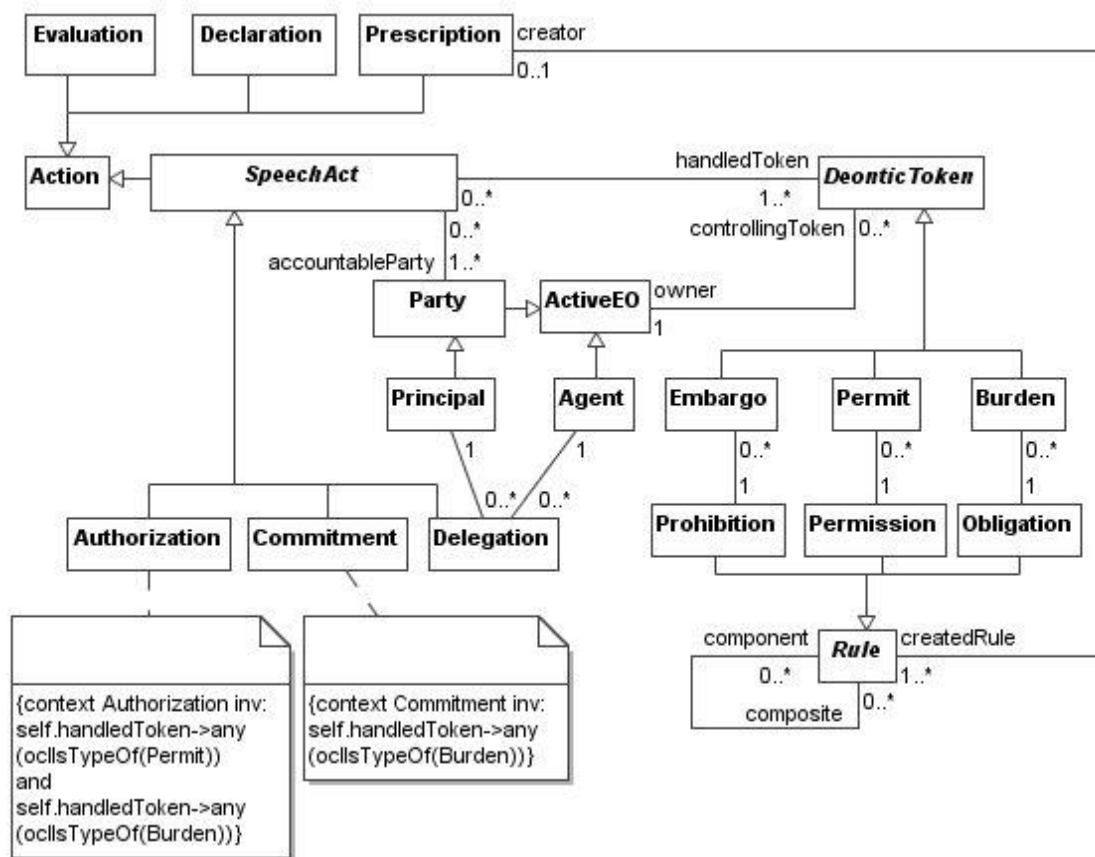 Evaluation
Declaration
Prescription
creator
0..1
Action
SpeechAct
handledToken
DeonticToken
0..*
1..*
0..*
controllingToken
0..*
accountableParty
1..*
Party
ActiveEO
owner
1
Principal
Agent
Embargo
Permit
Burden
1
1
0..*
0..*
0..*
0..*
0..*
1
1
1
Authorization
Commitment
Delegation
Prohibition
Permission
Obligation
component
Rule
createdRule
0..*
1..*
composite
0..*
{context Authorization inv:
self.handledToken->any
(oclIsTypeOf(Permit))
and
self.handledToken->any
(oclIsTypeOf(Burden))}
{context Commitment inv:
self.handledToken->any
(oclIsTypeOf(Burden))}